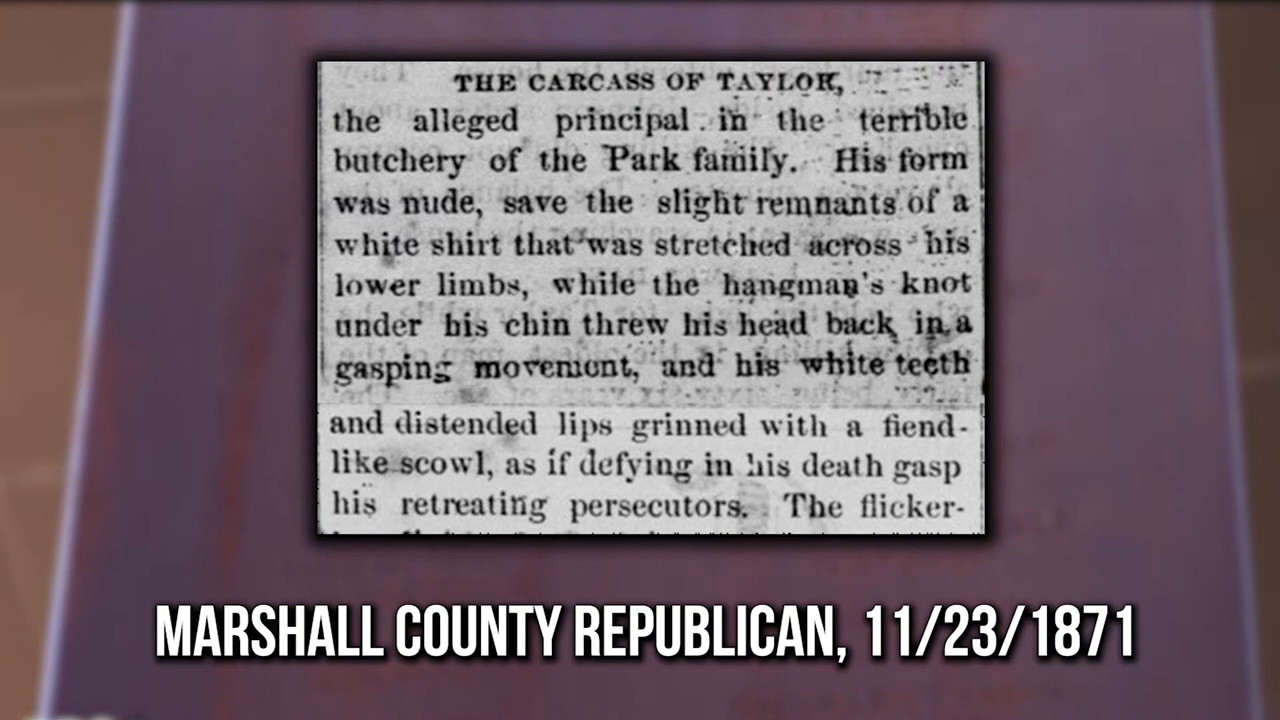 THE CARCASS OF TAYLOR,
the alleged principal in the terrible
butchery of the Park family. His form
was nude, save the slight remnants of a
white shirt that was stretched across his
lower limbs, while the hangman's knot
under his chin threw his head back in a
gasping movement, and his white teeth
and distended lips grinned with a fiend-
like scowl, as if defying in his death gasp
his retreating persecutors. The flicker-
MARSHALL COUNTY REPUBLICAN, 11/23/1871